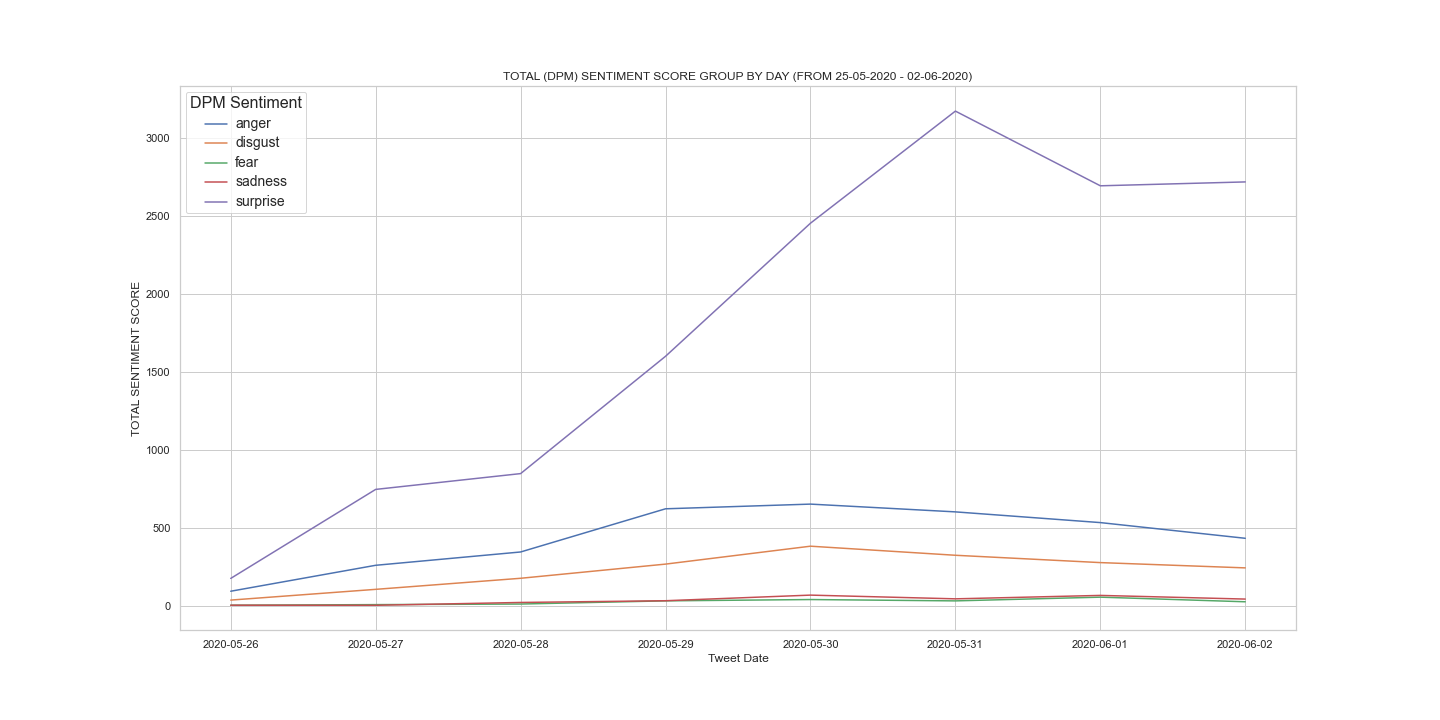 TOTAL (DPM) SENTIMENT SCORE GROUP BY DAY (FROM 25-05-2020 - 02-06-2020)
DPM Sentiment
anger
disgust
fear
sadness
surprise
3000
2500
2000
1500
1000
500
0
TOTAL SENTIMENT SCORE
2020-05-26 2020-05-27 2020-05-28 2020-05-29 2020-05-30 2020-05-31 2020-06-01 2020-06-02
Tweet Date